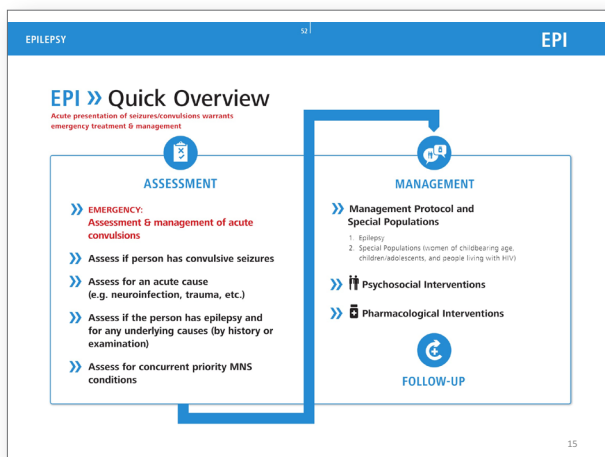 EPILEPSY
52
EPI
EPI » Quick Overview
Acute presentation of seizures/convulsions warrants
emergency treatment & management
ASSESSMENT
» EMERGENCY:
Assessment & management of acute
convulsions
» Assess if person has convulsive seizures
» Assess for an acute cause
(e.g. neuroinfection, trauma, etc.)
» Assess if the person has epilepsy and
for any underlying causes (by history or
examination)
» Assess for concurrent priority MNS
conditions
MANAGEMENT
» Management Protocol and
Special Populations
1. Epilepsy
2. Special Populations (women of childbearing age,
children/adolescents, and people living with HIV)
» Psychosocial Interventions
» Pharmacological Interventions
FOLLOW-UP
15